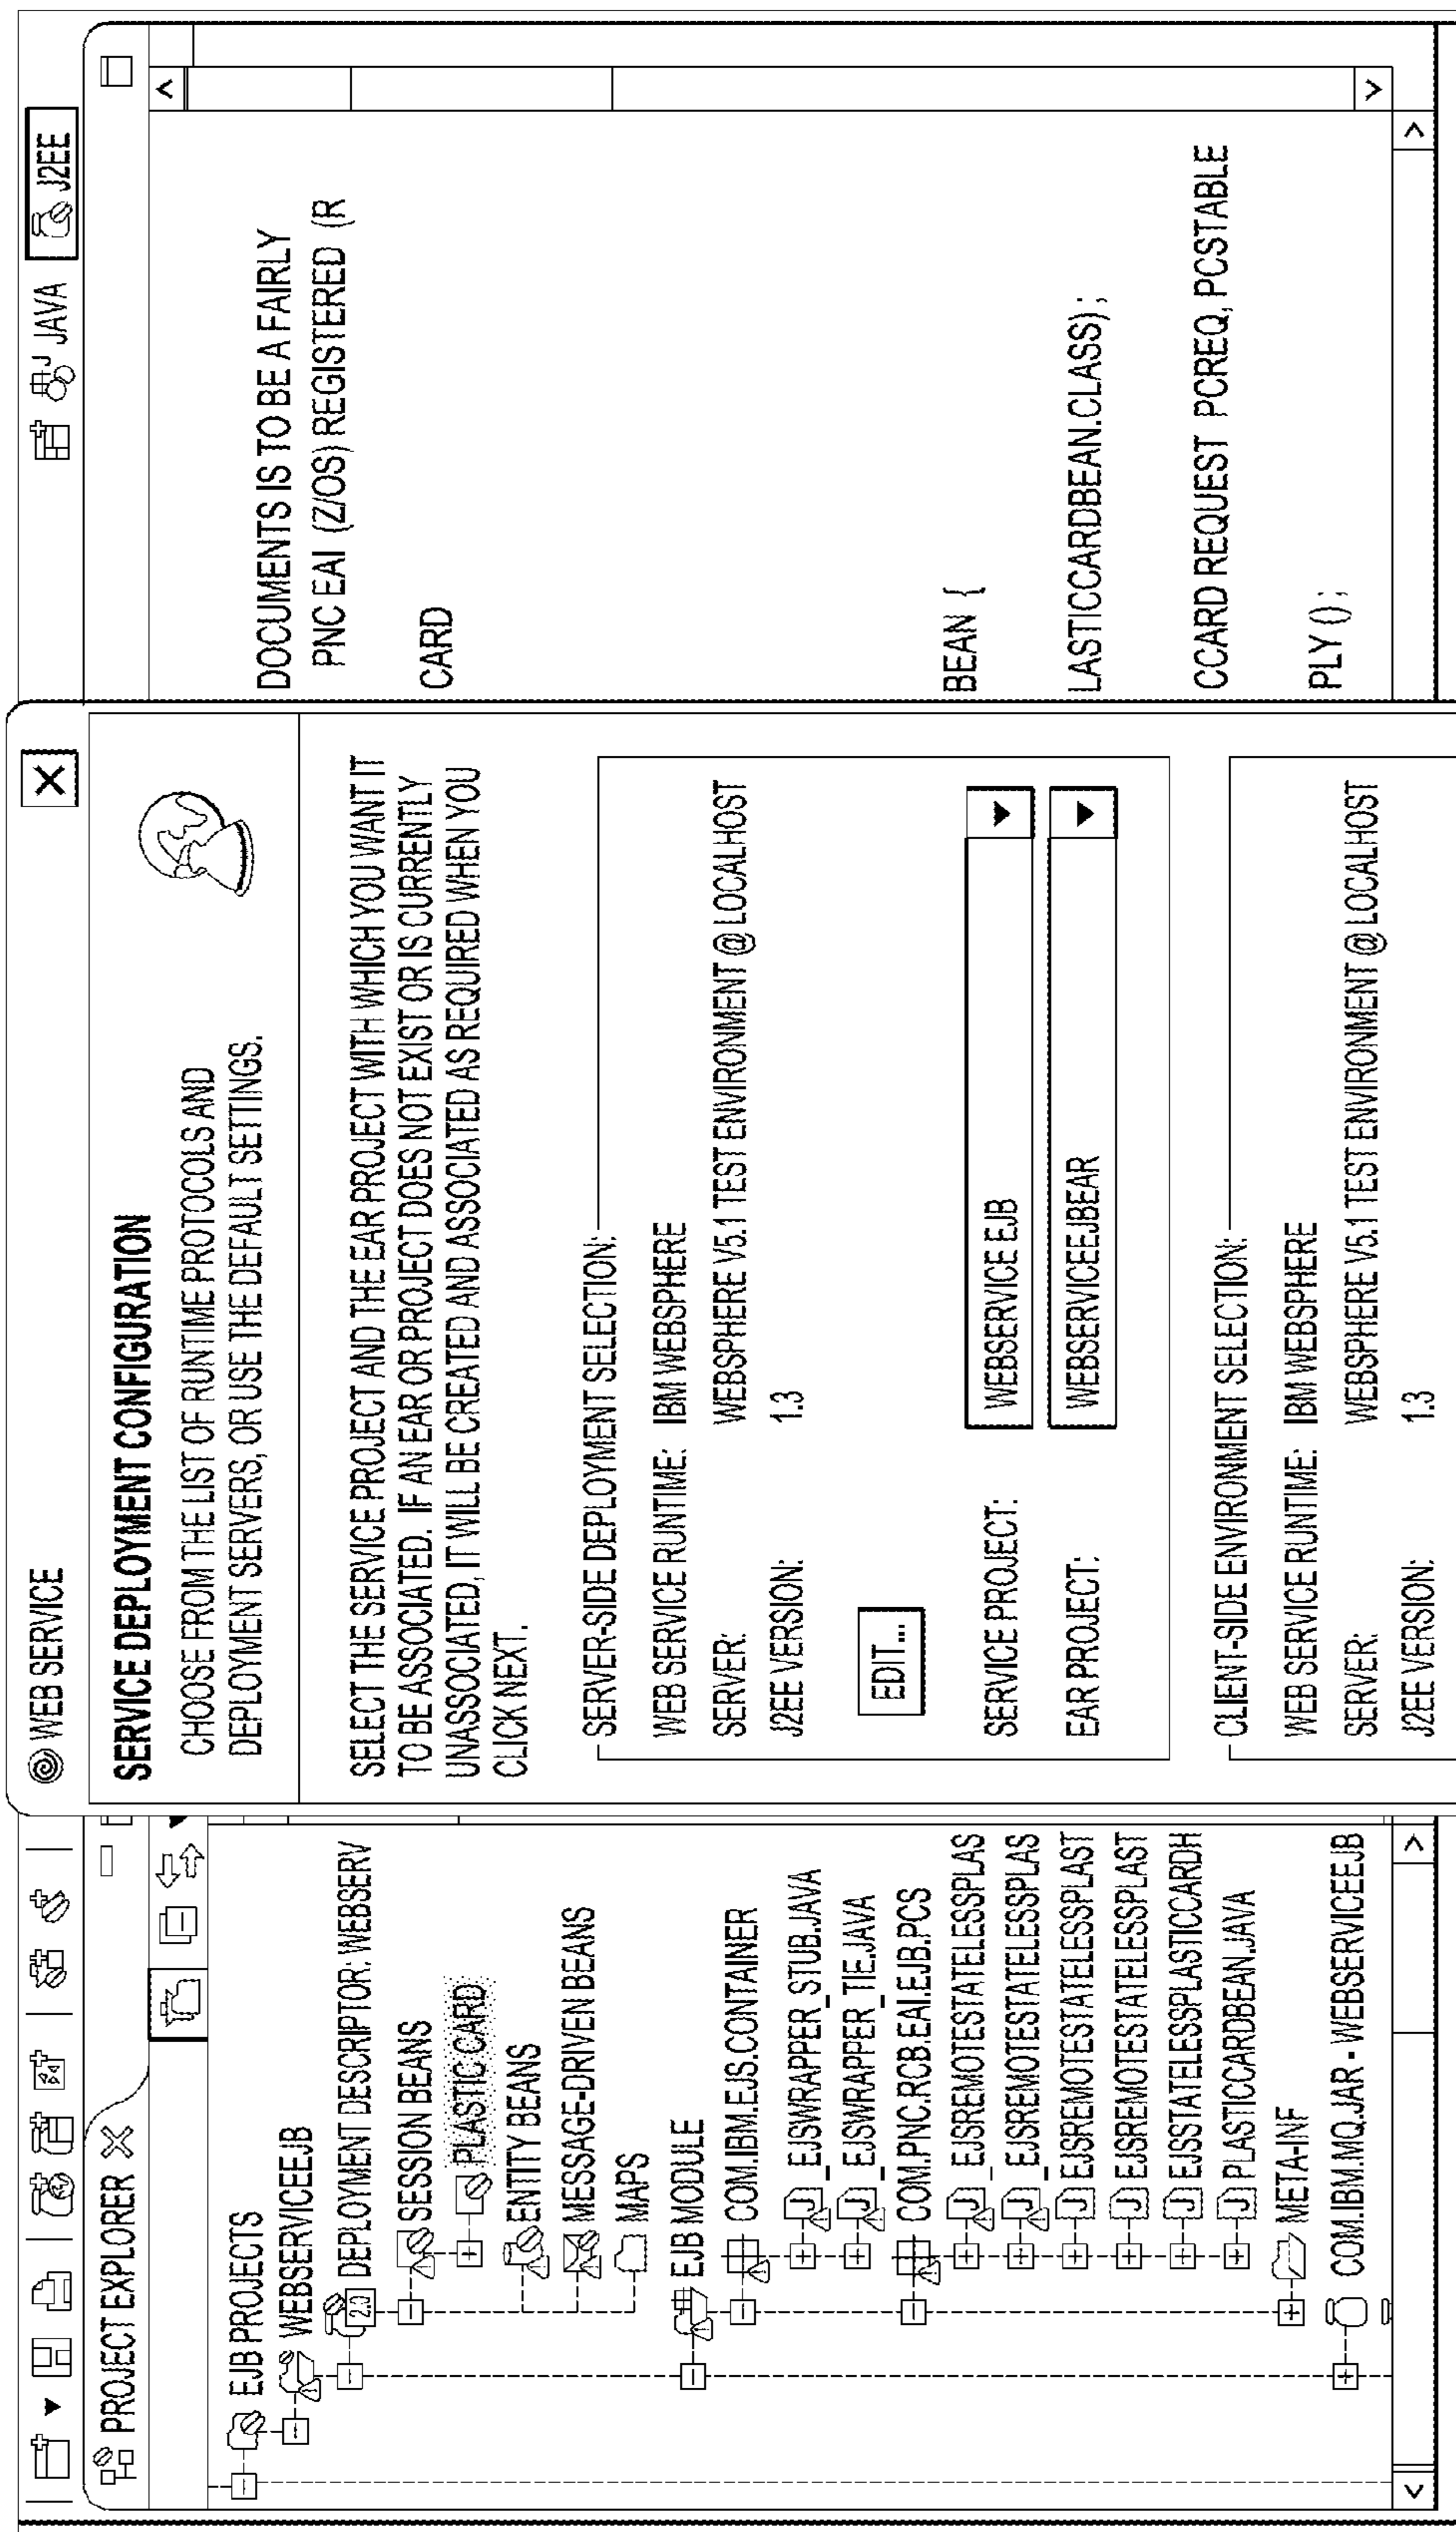 PROJECT EXPLORER
EJB PROJECTS
WEBSERVICEEJB
2.0 DEPLOYMENT DESCRIPTOR: WEBSERV
SESSION BEANS
PLASTIC CARD
ENTITY BEANS
MESSAGE-DRIVEN BEANS
MAPS
EJB MODULE
COM.IBM.EJS.CONTAINER
J _EJSWRAPPER_STUB.JAVA
J _EJSWRAPPER_TIE.JAVA
COM.PNC.RCB.EAI.EJB.PCS
J _EJSREMOTESTATELESSPLAS
J _EJSREMOTESTATELESSPLAS
J EJSREMOTESTATELESSPLAST
J EJSREMOTESTATELESSPLAST
J EJSSTATELESSPLASTICCARDH
J PLASTICCARDBEAN.JAVA
META-INF
COM.IBM.MQ.JAR - WEBSERVICEEJB
WEB SERVICE
SERVICE DEPLOYMENT CONFIGURATION
CHOOSE FROM THE LIST OF RUNTIME PROTOCOLS AND
DEPLOYMENT SERVERS, OR USE THE DEFAULT SETTINGS.
SELECT THE SERVICE PROJECT AND THE EAR PROJECT WITH WHICH YOU WANT IT
TO BE ASSOCIATED. IF AN EAR OR PROJECT DOES NOT EXIST OR IS CURRENTLY
UNASSOCIATED, IT WILL BE CREATED AND ASSOCIATED AS REQUIRED WHEN YOU
CLICK NEXT.
SERVER-SIDE DEPLOYMENT SELECTION:
WEB SERVICE RUNTIME: IBM WEBSPHERE
SERVER: WEBSPHERE V5.1 TEST ENVIRONMENT @ LOCALHOST
J2EE VERSION: 1.3
EDIT...
SERVICE PROJECT: WEBSERVICE EJB
EAR PROJECT: WEBSERVICEEJBEAR
CLIENT-SIDE ENVIRONMENT SELECTION:
WEB SERVICE RUNTIME: IBM WEBSPHERE
SERVER: WEBSPHERE V5.1 TEST ENVIRONMENT @ LOCALHOST
J2EE VERSION: 1.3
J JAVA
J2EE
DOCUMENTS IS TO BE A FAIRLY
PNC EAI (Z/OS) REGISTERED (R
CARD
BEAN {
LASTICCARDBEAN.CLASS) ;
CCARD REQUEST PCREQ, PCSTABLE
PLY () ;